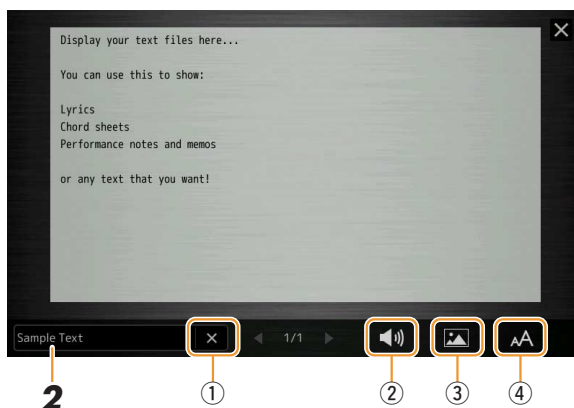 Display your text files here...
You can use this to show:
Lyrics
Chord sheets
Performance notes and memos
or any text that you want!
Sample Text
1/1
AA
2
①
②
③
④